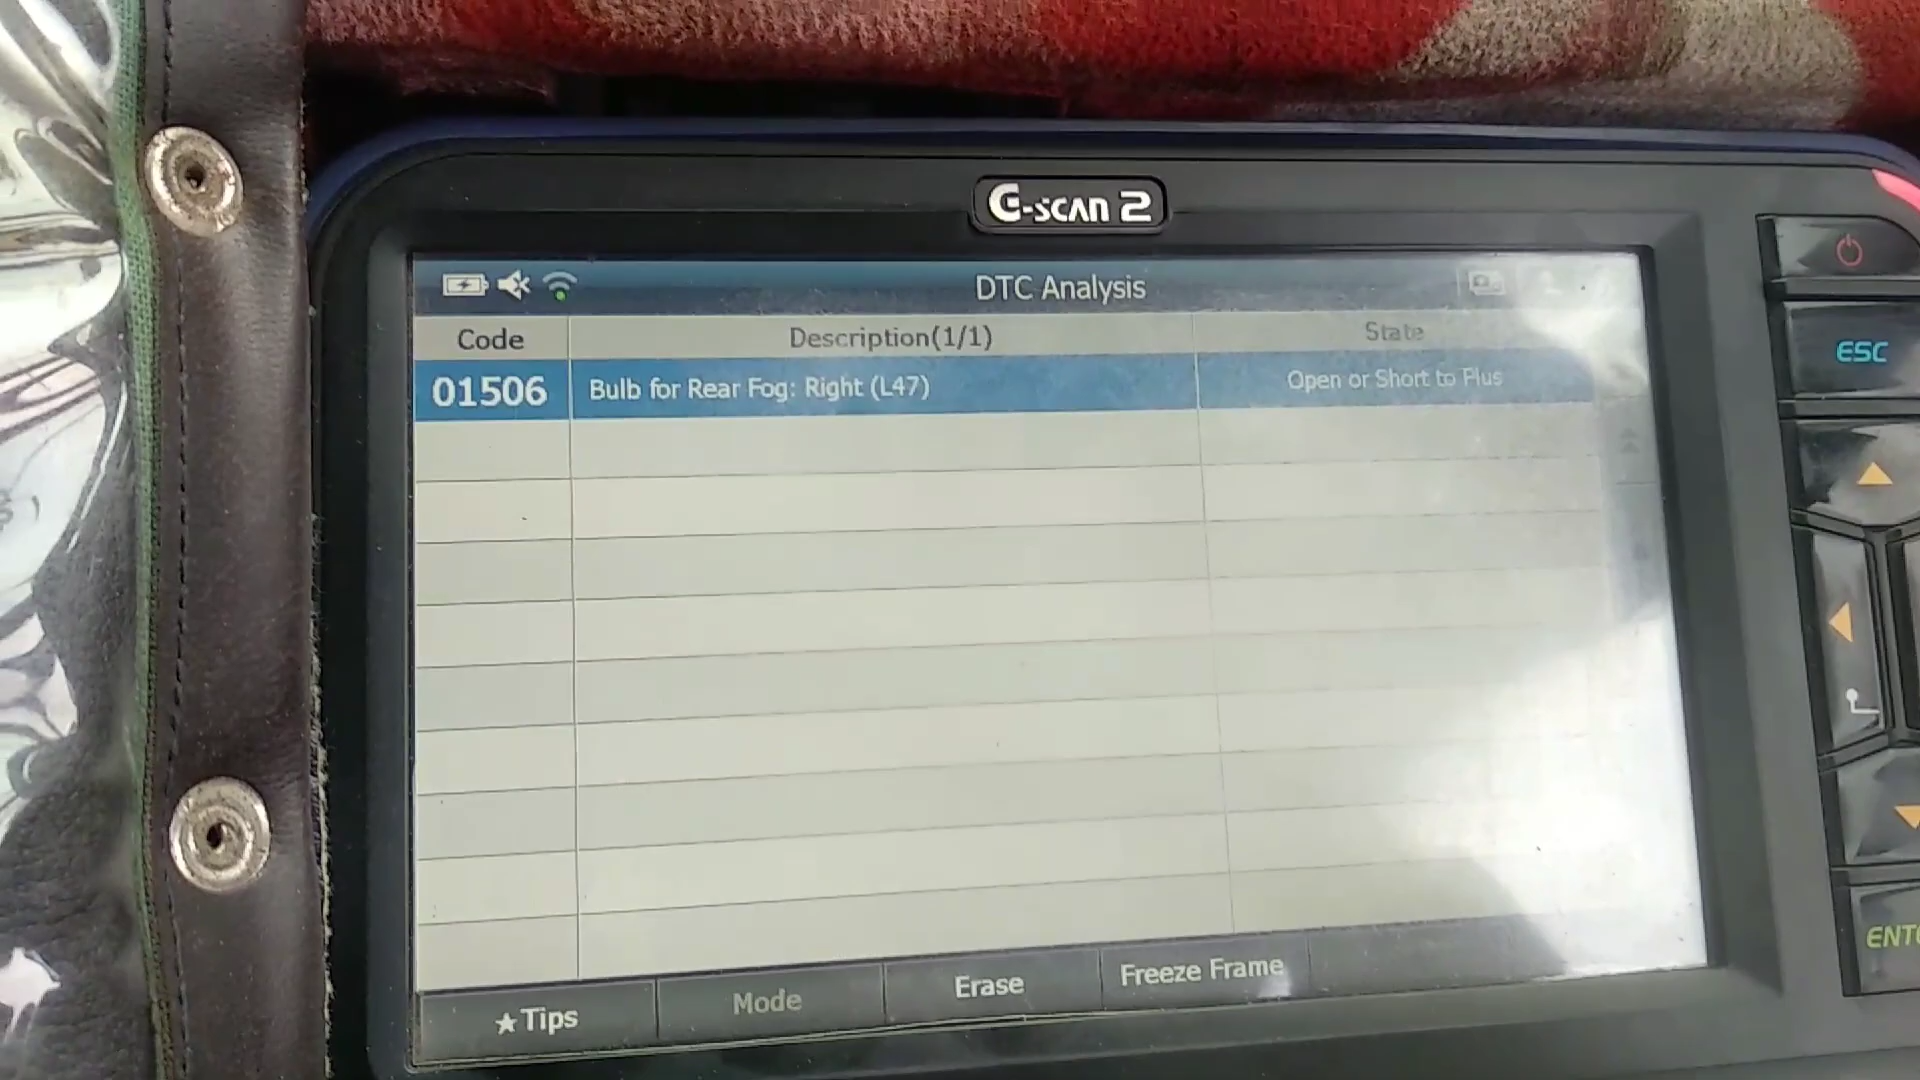 G-scan 2
DTC Analysis
Code Description(1/1) State
01506 Bulb for Rear Fog: Right (L47) Open or Short to Plus
★Tips Mode Erase Freeze Frame
ESC